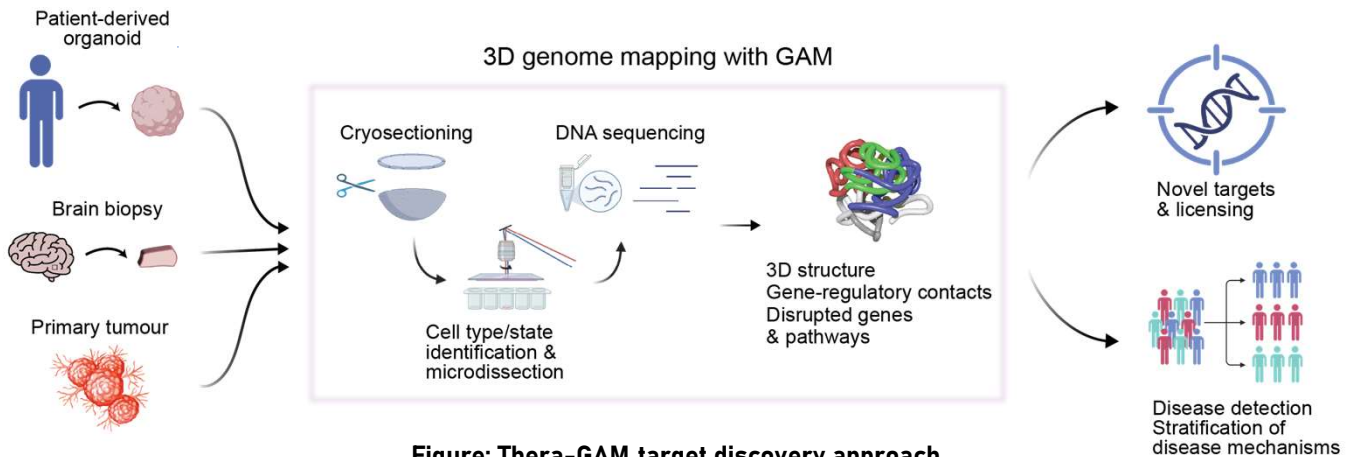 Patient-derived
organoid
Brain biopsy
Primary tumour
3D genome mapping with GAM
Cryosectioning
DNA sequencing
Cell type/state
identification &
microdissection
3D structure
Gene-regulatory contacts
Disrupted genes
& pathways
Novel targets
& licensing
Disease detection
Stratification of
disease mechanisms
Figure: Thera-GAM target discovery approach